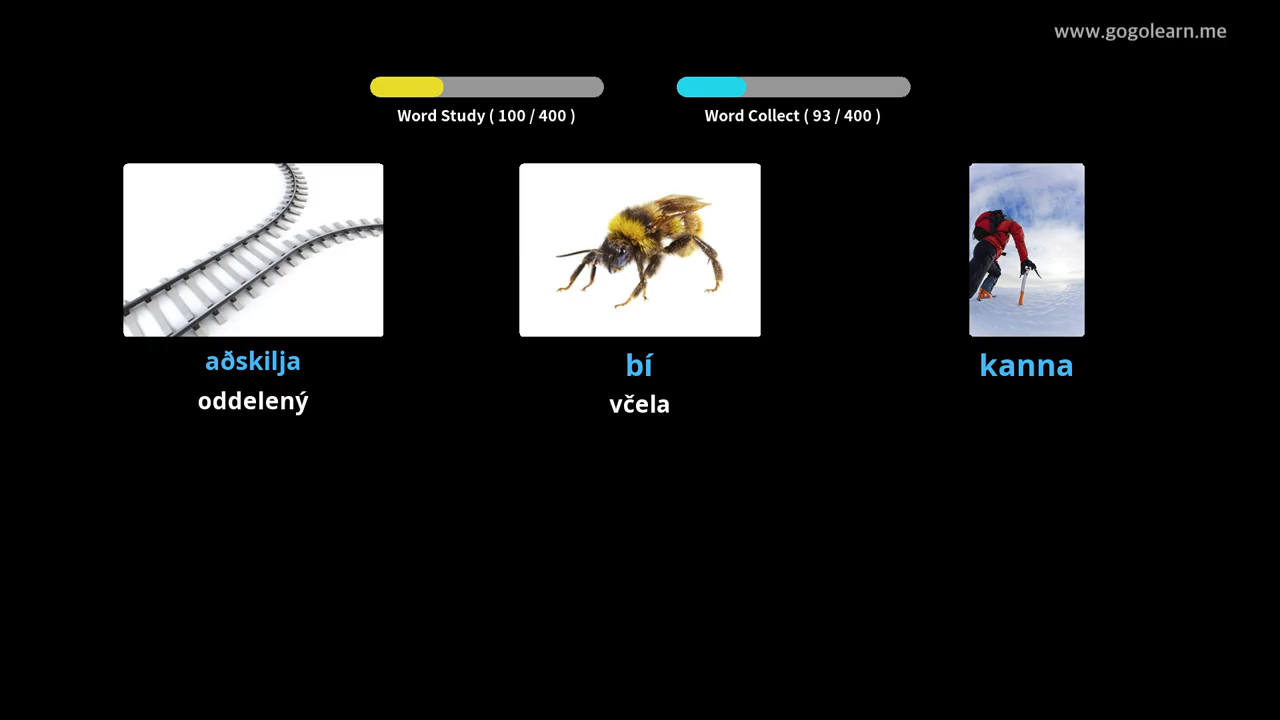 www.gogolearn.me
Word Study ( 100 / 400 )
Word Collect ( 93 / 400 )
aðskilja
oddelený
bí
včela
kanna